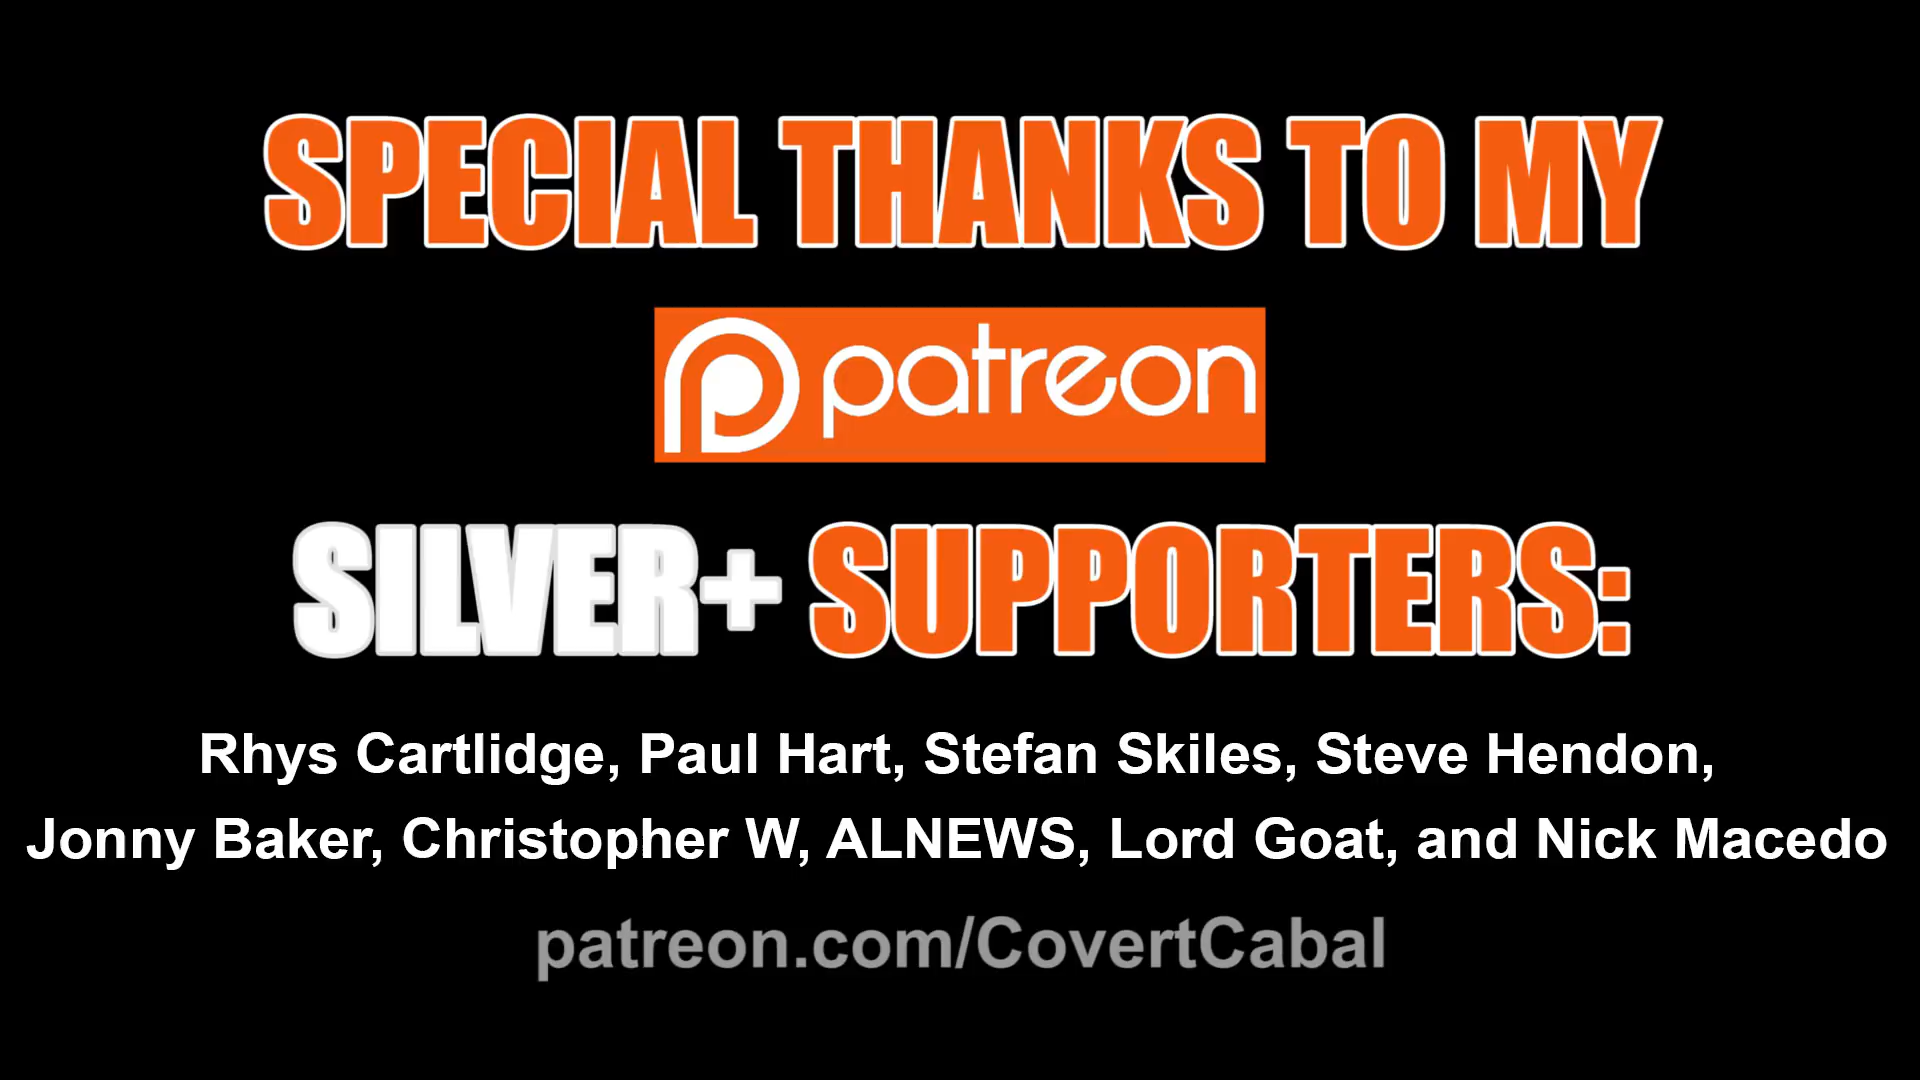 SPECIAL THANKS TO MY
patreon
SILVER+ SUPPORTERS:
Rhys Cartlidge, Paul Hart, Stefan Skiles, Steve Hendon,
Jonny Baker, Christopher W, ALNEWS, Lord Goat, and Nick Macedo
patreon.com/CovertCabal